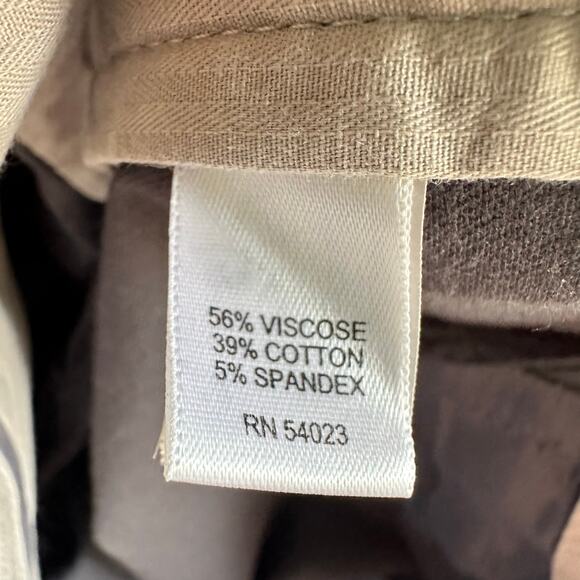 56% VISCOSE
39% COTTON
5% SPANDEX
RN 54023